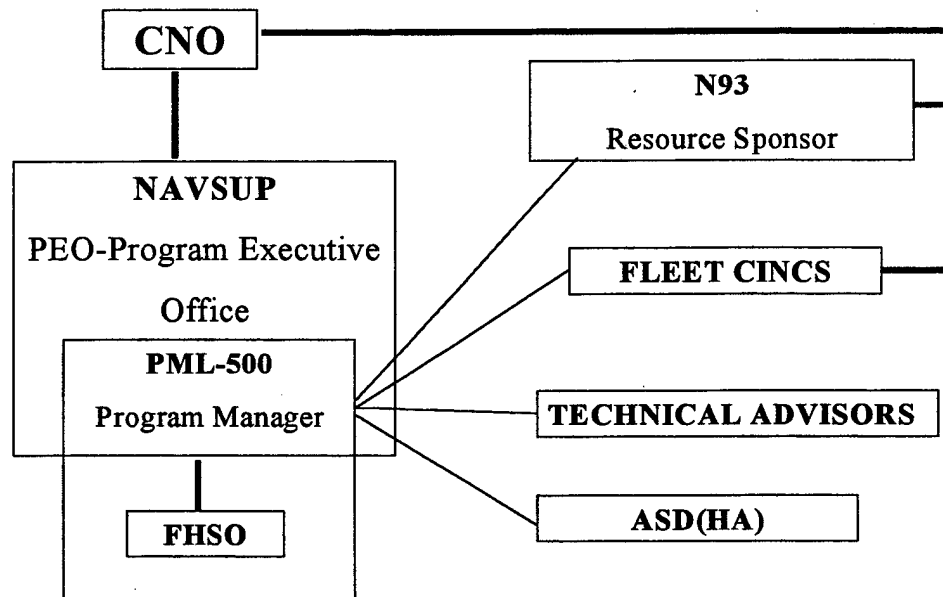 CNO
N93
Resource Sponsor
NAVSUP
PEO-Program Executive
Office
FLEET CINCS
PML-500
Program Manager
TECHNICAL ADVISORS
FHSO
ASD(HA)